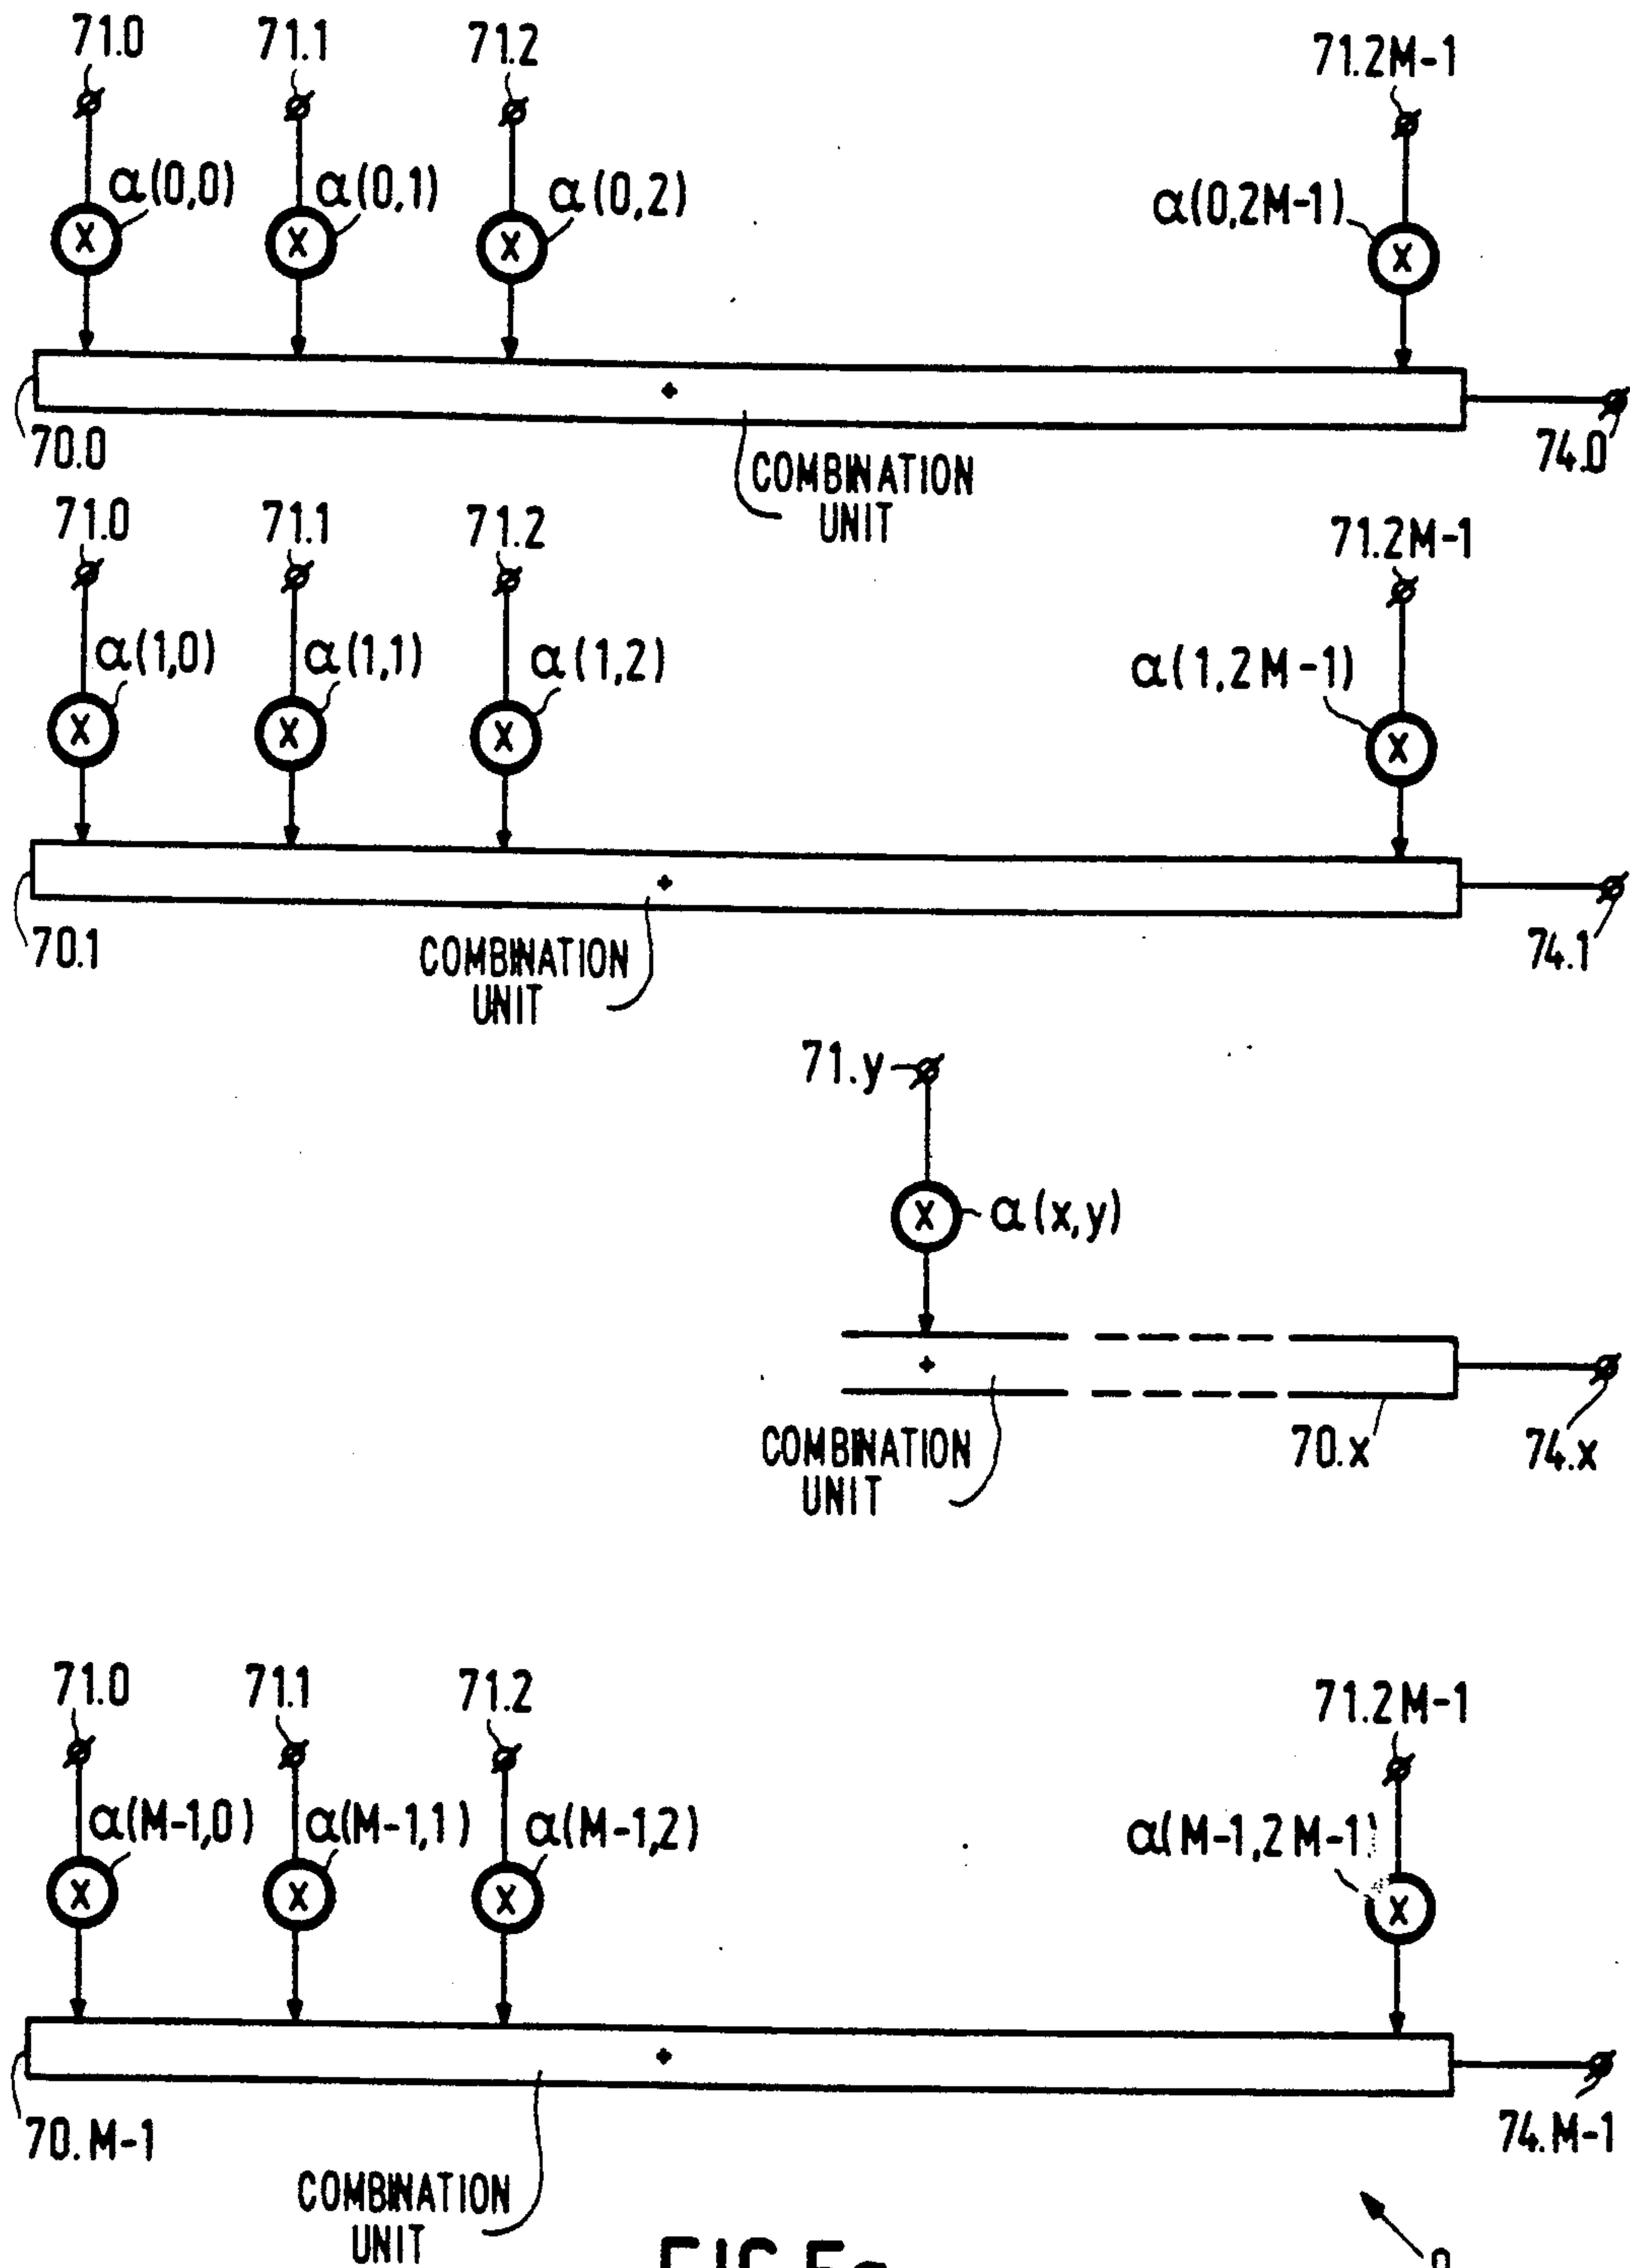 71.0 71.1 71.2 71.2M-1
α(0,0) α(0,1) α(0,2) α(0,2M-1)
X X X X
+
70.0 74.0
COMBINATION
UNIT
71.0 71.1 71.2 71.2M-1
α(1,0) α(1,1) α(1,2) α(1,2M-1)
X X X X
+
70.1 74.1
COMBINATION
UNIT
71.y
X α(x,y)
+
COMBINATION 70.x 74.x
UNIT
71.0 71.1 71.2 71.2M-1
α(M-1,0) α(M-1,1) α(M-1,2) α(M-1,2M-1)
X X X X
+
70.M-1 74.M-1
COMBINATION
UNIT